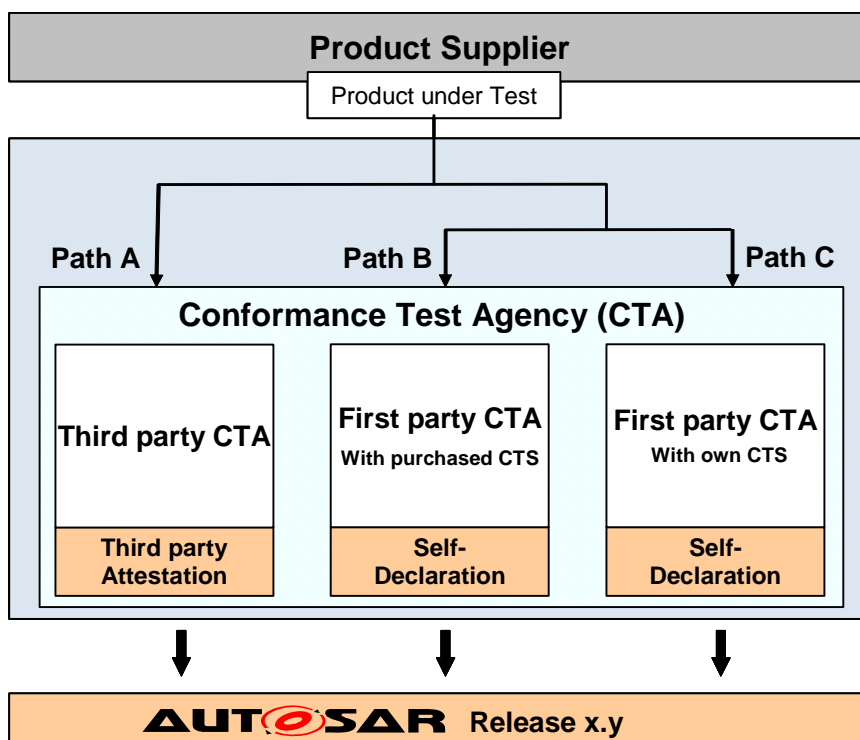 Product Supplier
Product under Test
Path A
Path B
Path C
Conformance Test Agency (CTA)
Third party CTA
First party CTA
With purchased CTS
First party CTA
With own CTS
Third party
Attestation
Self-
Declaration
Self-
Declaration
AUTOSAR Release x.y